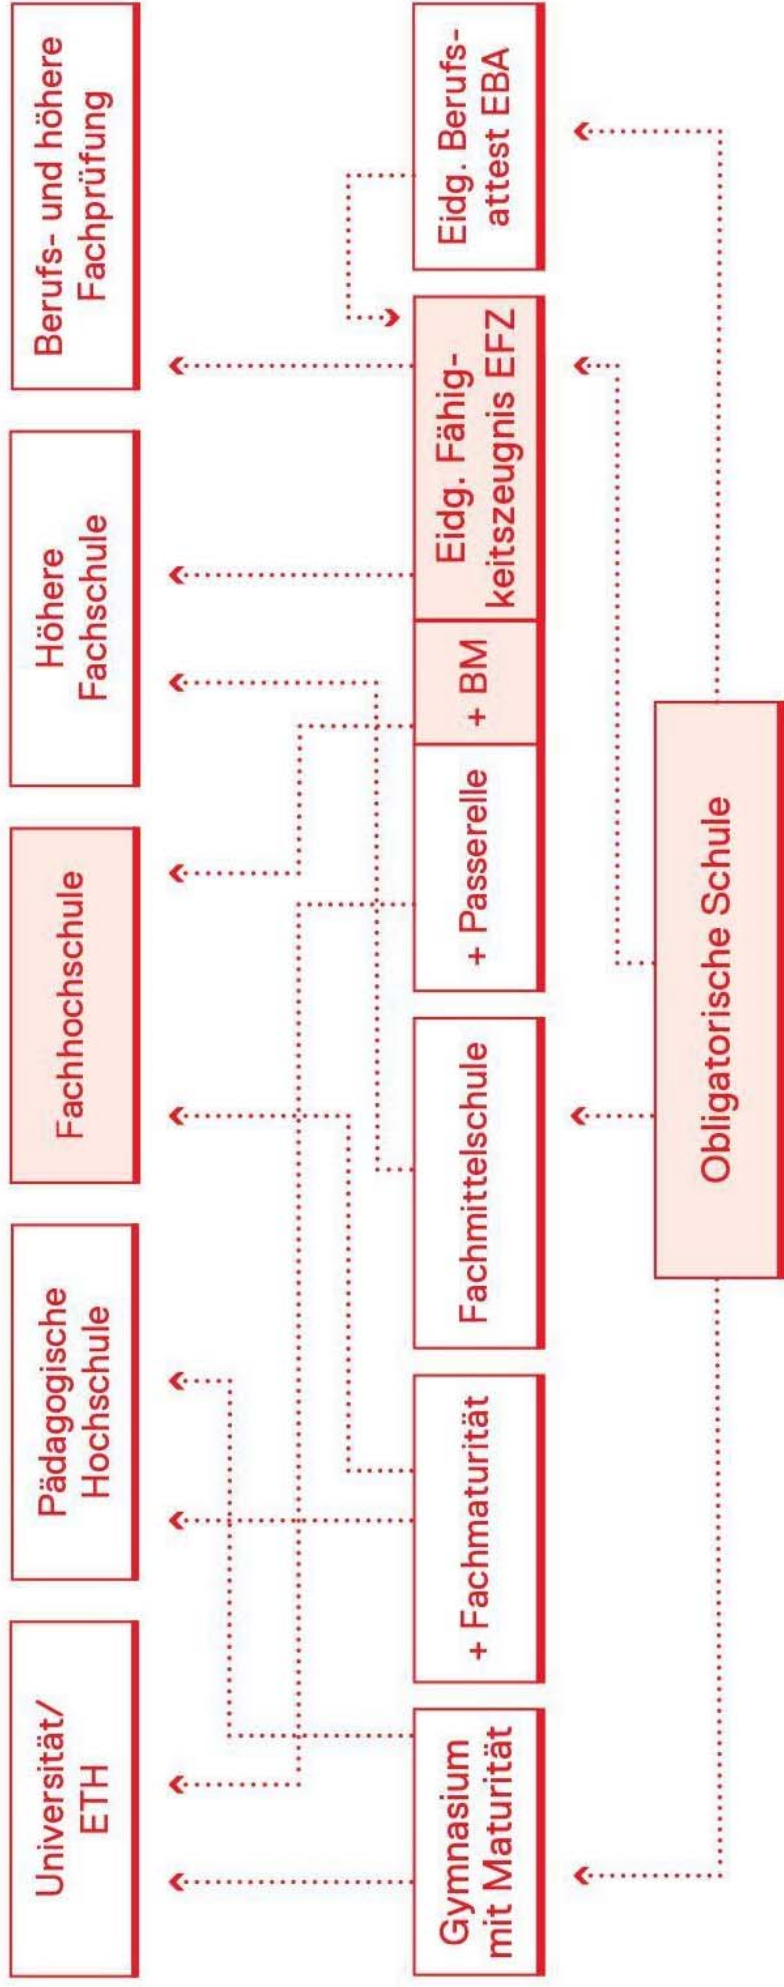 Universität/
ETH
Pädagogische
Hochschule
Fachhochschule
Höhere
Fachschule
Berufs- und höhere
Fachprüfung
Gymnasium
mit Maturität
+ Fachmaturität
Fachmittelschule
+ Passerelle
+ BM
Eidg. Fähig-
keitszeugnis EFZ
Eidg. Berufs-
attest EBA
Obligatorische Schule